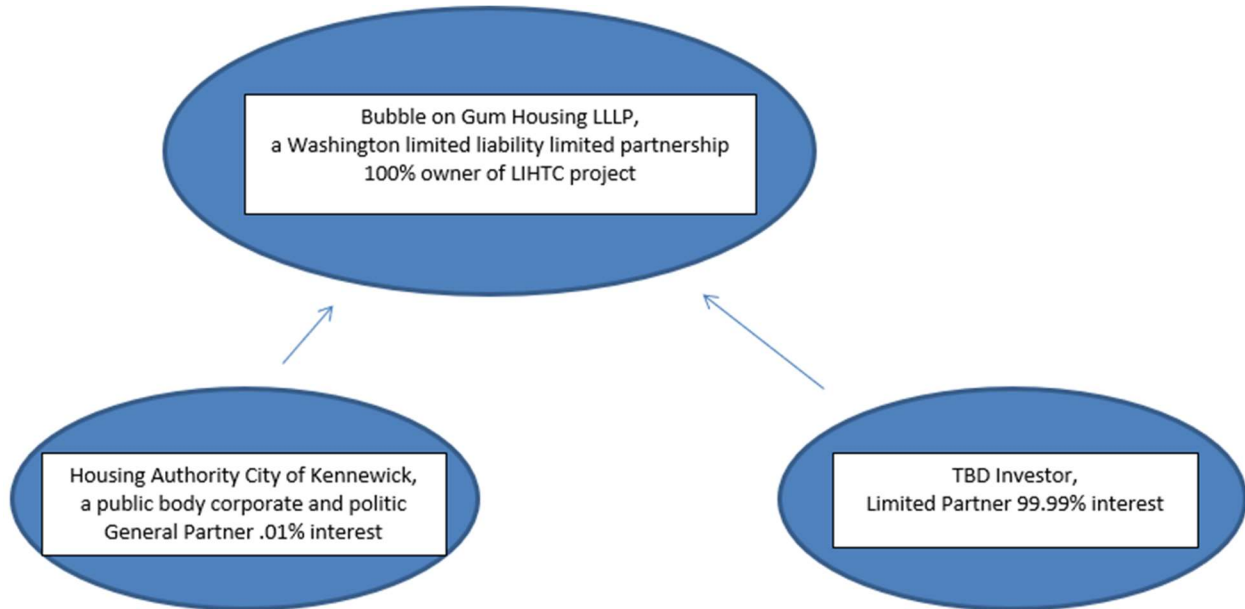 Bubble on Gum Housing LLLP,
a Washington limited liability limited partnership
100% owner of LIHTC project
Housing Authority City of Kennewick,
a public body corporate and politic
General Partner .01% interest
TBD Investor,
Limited Partner 99.99% interest